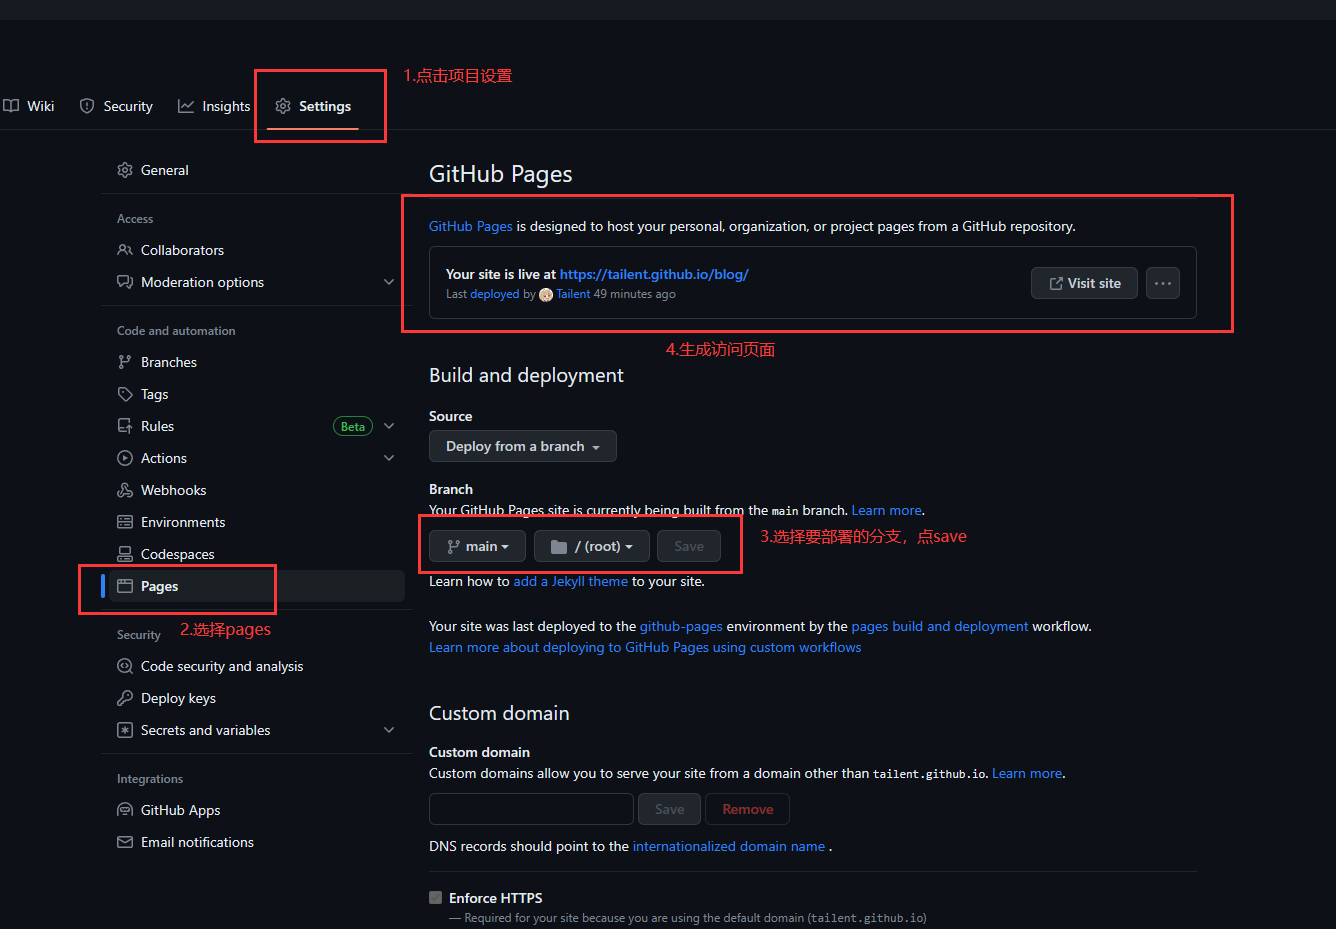 1.点击项目设置
Wiki
Security
Insights
Settings
General
Access
Collaborators
Moderation options
Code and automation
Branches
Tags
Rules
Beta
Actions
Webhooks
Environments
Codespaces
Pages
2.选择pages
Security
Code security and analysis
Deploy keys
Secrets and variables
Integrations
GitHub Apps
Email notifications
GitHub Pages
GitHub Pages is designed to host your personal, organization, or project pages from a GitHub repository.
Your site is live at https://tailent.github.io/blog/
Last deployed by Tailent 49 minutes ago
Visit site
4.生成访问页面
Build and deployment
Source
Deploy from a branch
Branch
Your GitHub Pages site is currently being built from the main branch. Learn more.
main
/ (root)
Save
3.选择要部署的分支，点save
Learn how to add a Jekyll theme to your site.
Your site was last deployed to the github-pages environment by the pages build and deployment workflow.
Learn more about deploying to GitHub Pages using custom workflows
Custom domain
Custom domain
Custom domains allow you to serve your site from a domain other than tailent.github.io. Learn more.
Save
Remove
DNS records should point to the internationalized domain name .
Enforce HTTPS
— Required for your site because you are using the default domain (tailent.github.io)